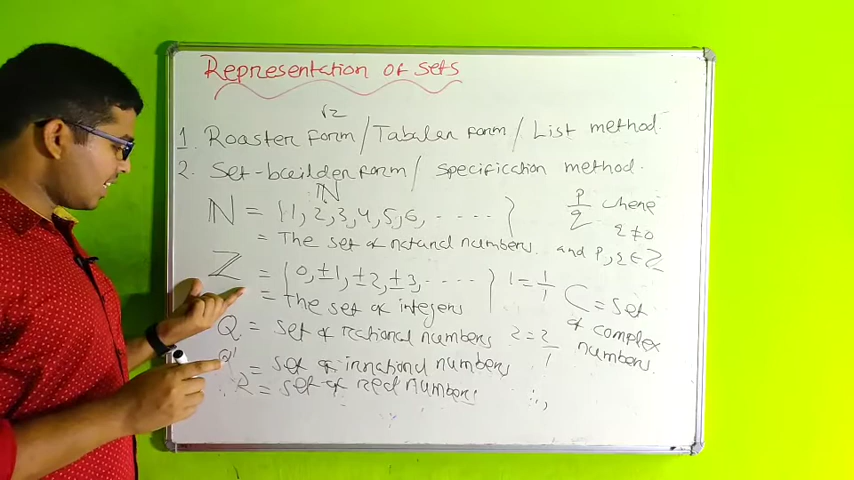 Representation of sets
√2
1. Roaster form / Tabular form / List method.
2. Set-builder form / specification method.
ℕ
ℕ = {1, 2, 3, 4, 5, 6, ..... }
= The set of natural numbers.
p/q where
q ≠ 0
and p, q ∈ Z
Z = {0, ±1, ±2, ±3, ..... }
= The set of integers
1 = 1/1
Q = set of rational numbers
2 = 2/1
C = set
of complex
numbers.
Q' = set of irrational numbers
R = set of real numbers